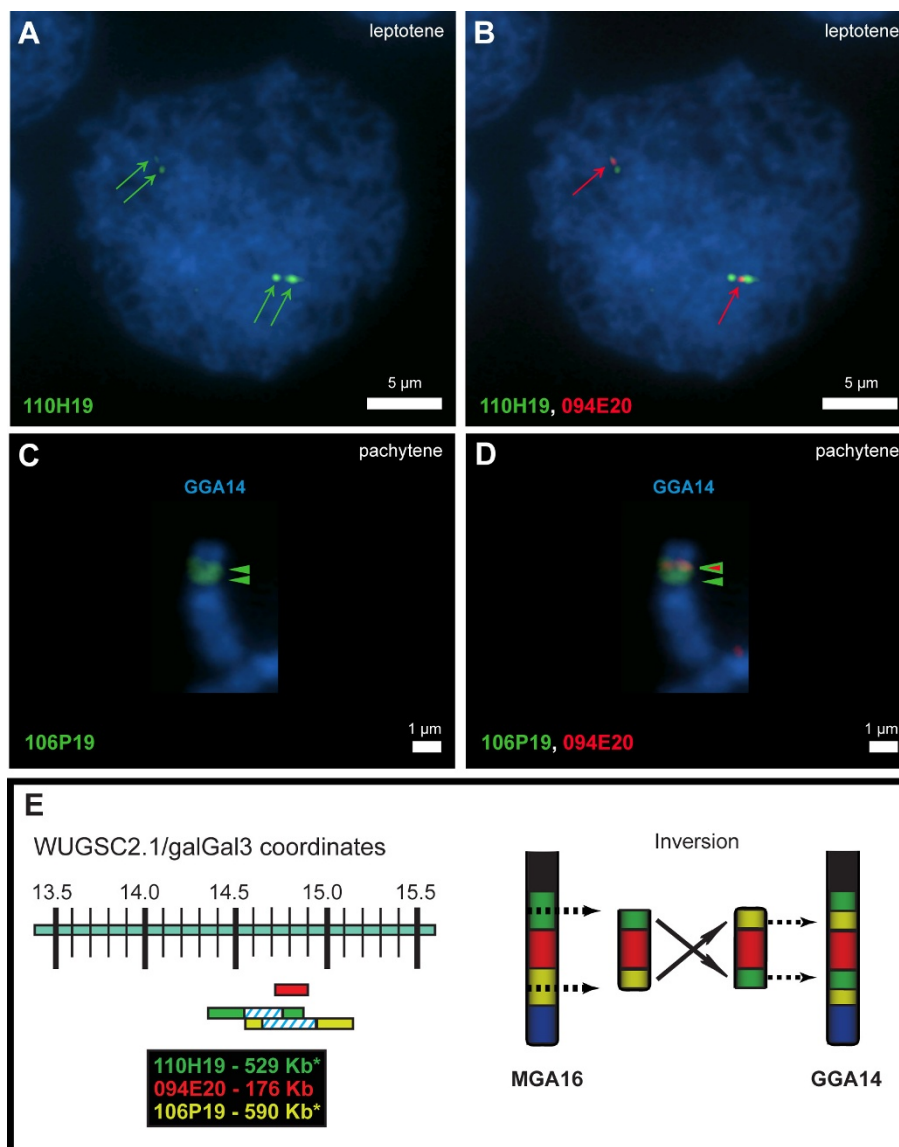 A
leptotene
110H19
5 µm
B
leptotene
110H19, 094E20
5 µm
C
pachytene
GGA14
106P19
1 µm
D
pachytene
GGA14
106P19, 094E20
1 µm
E
WUGSC2.1/galGal3 coordinates
13.5 14.0 14.5 15.0 15.5
110H19 - 529 Kb*
094E20 - 176 Kb
106P19 - 590 Kb*
Inversion
MGA16
GGA14